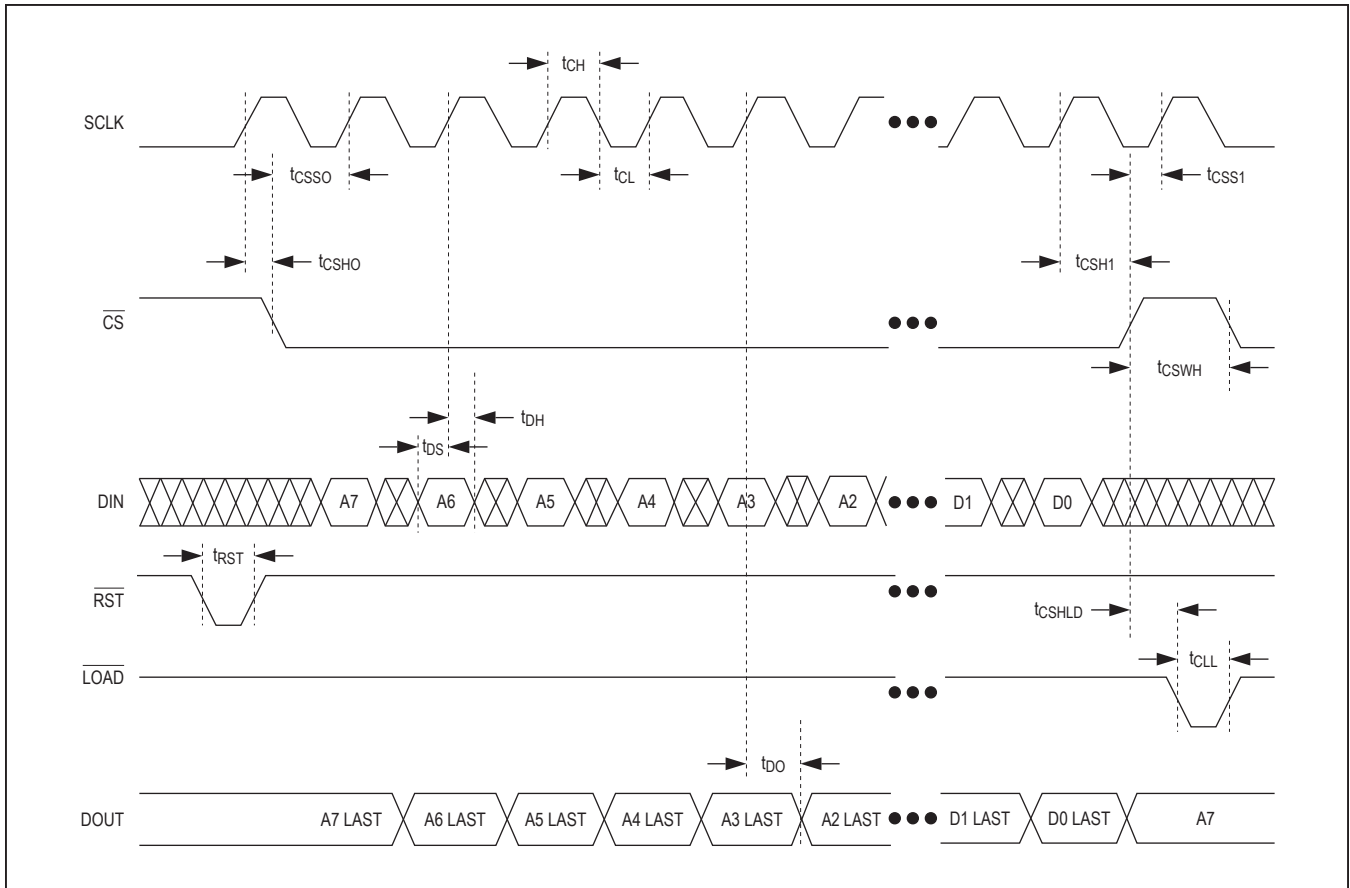 tCH
SCLK
tCSSO
tCL
tCSS1
tCSHO
tCSH1
CS
tCSWH
tDH
tDS
DIN
A7
A6
A5
A4
A3
A2
D1
D0
tRST
RST
tCSHLD
tCLL
LOAD
tDO
DOUT
A7 LAST
A6 LAST
A5 LAST
A4 LAST
A3 LAST
A2 LAST
D1 LAST
D0 LAST
A7